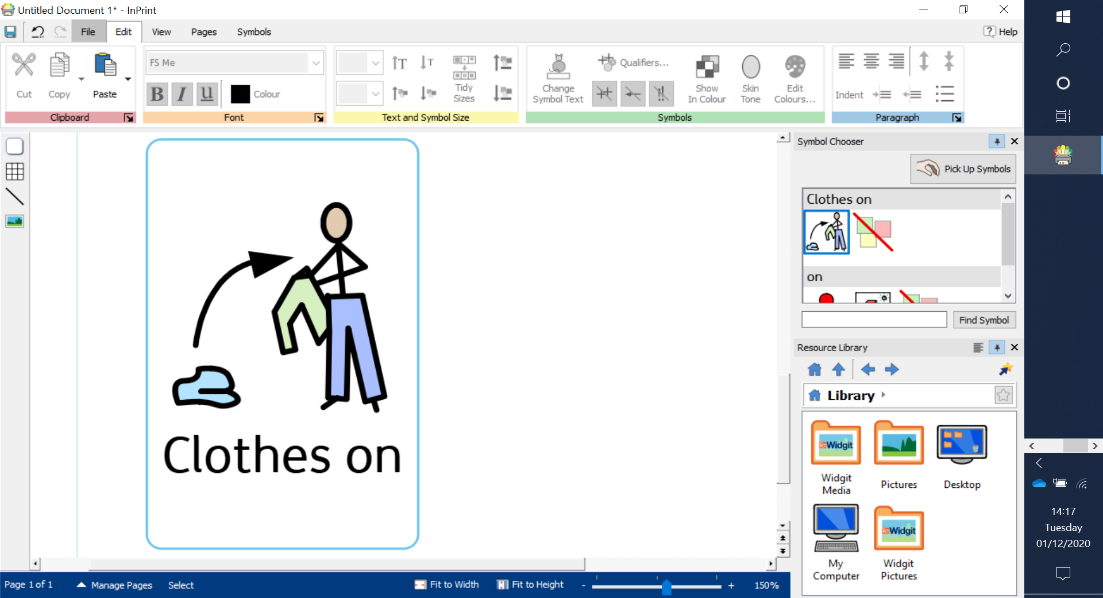 Untitled Document 1* - InPrint
File Edit View Pages Symbols
Help
Cut Copy Paste
Clipboard
FS Me
B I U Colour
Font
Tidy Sizes
Text and Symbol Size
Change Symbol Text
Qualifiers...
Show In Colour
Skin Tone
Edit Colours...
Symbols
Indent
Paragraph
Clothes on
Symbol Chooser
Pick Up Symbols
Clothes on
on
Find Symbol
Resource Library
Library
Widgit
Widgit Media
Pictures
Desktop
My Computer
Widgit
Widgit Pictures
Page 1 of 1 Manage Pages Select
Fit to Width Fit to Height - + 150%
14:17
Tuesday
01/12/2020